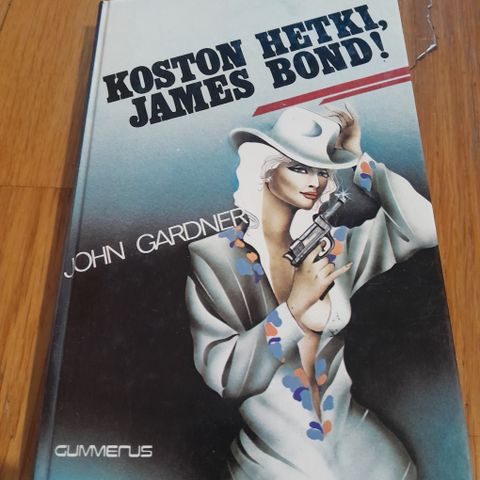 KOSTON HETKI,
JAMES BOND!
JOHN GARDNER
GUMMERUS